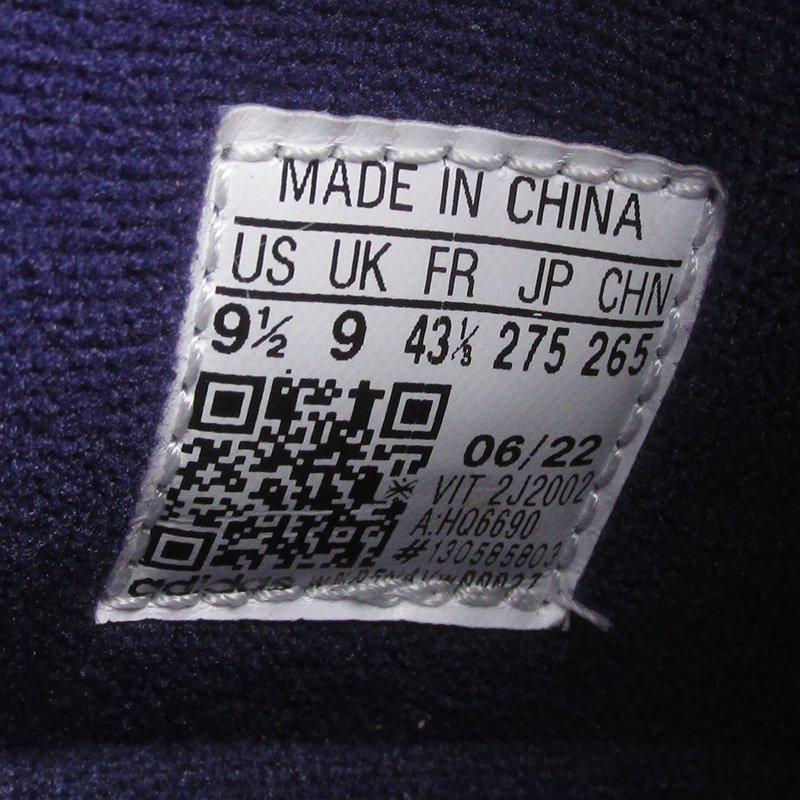 MADE IN CHINA
US UK FR JP CHN
9½ 9 43⅓ 275 265
06/22
VIT 2J2002
A:HQ6690
#130585803
adidas